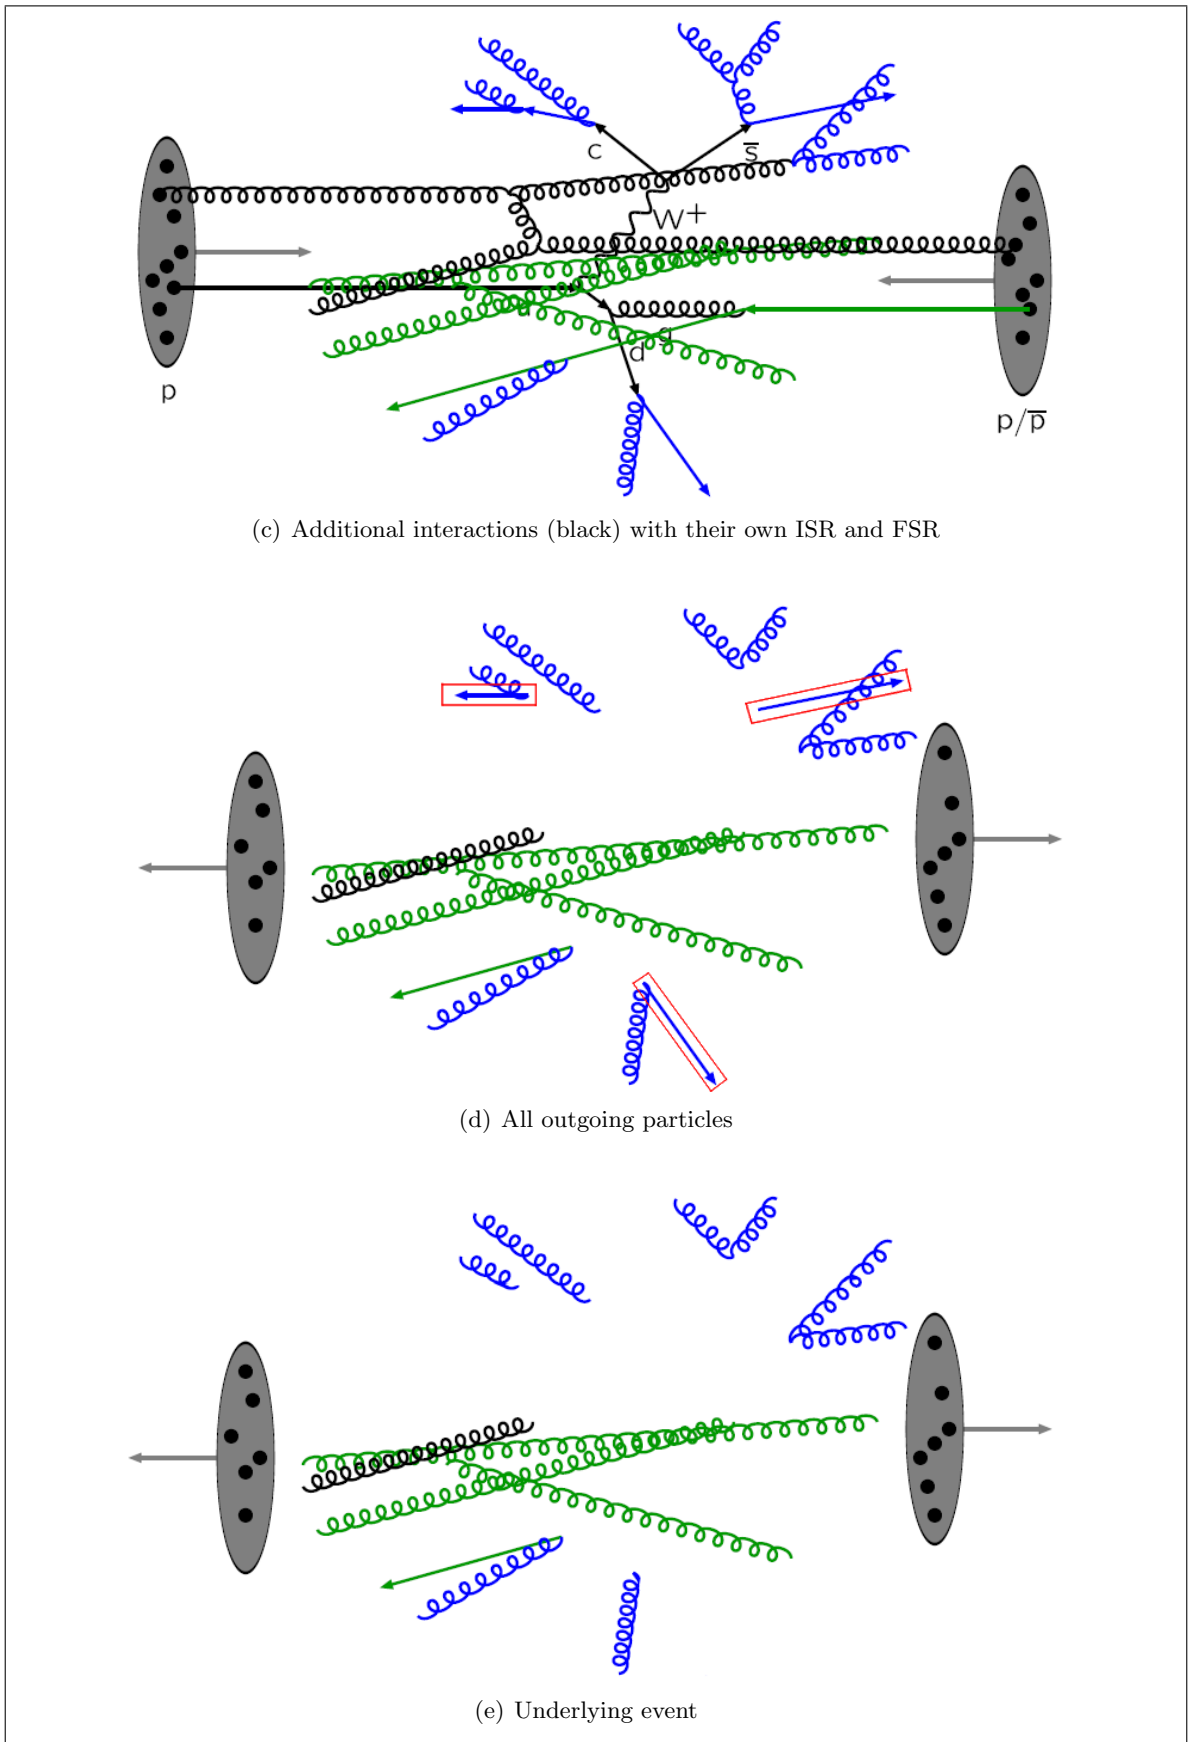 c
s̅
W+
u
g
d
p
p/p̅
(c) Additional interactions (black) with their own ISR and FSR
(d) All outgoing particles
(e) Underlying event